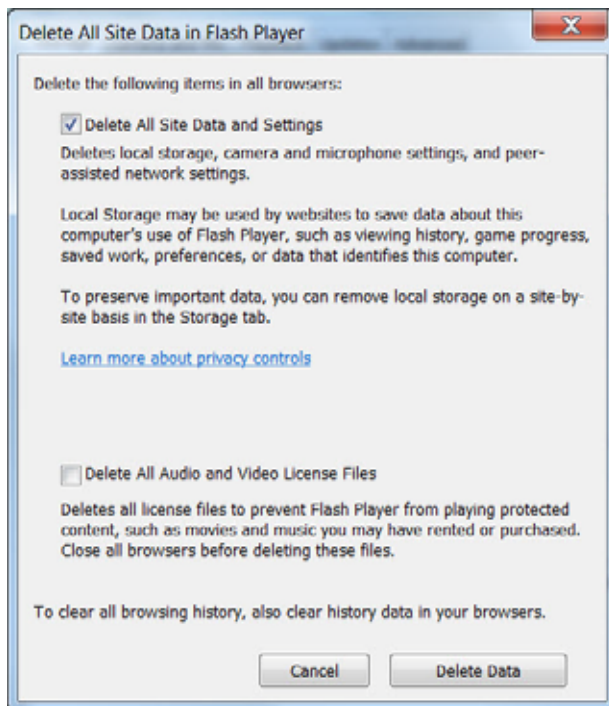 Delete All Site Data in Flash Player
Delete the following items in all browsers:
Delete All Site Data and Settings
Deletes local storage, camera and microphone settings, and peer-
assisted network settings.
Local Storage may be used by websites to save data about this
computer's use of Flash Player, such as viewing history, game progress,
saved work, preferences, or data that identifies this computer.
To preserve important data, you can remove local storage on a site-by-
site basis in the Storage tab.
Learn more about privacy controls
Delete All Audio and Video License Files
Deletes all license files to prevent Flash Player from playing protected
content, such as movies and music you may have rented or purchased.
Close all browsers before deleting these files.
To clear all browsing history, also clear history data in your browsers.
Cancel
Delete Data